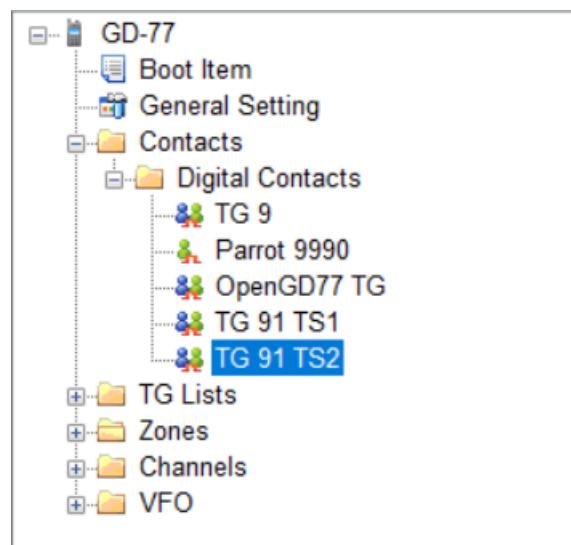 GD-77
Boot Item
General Setting
Contacts
Digital Contacts
TG 9
Parrot 9990
OpenGD77 TG
TG 91 TS1
TG 91 TS2
TG Lists
Zones
Channels
VFO